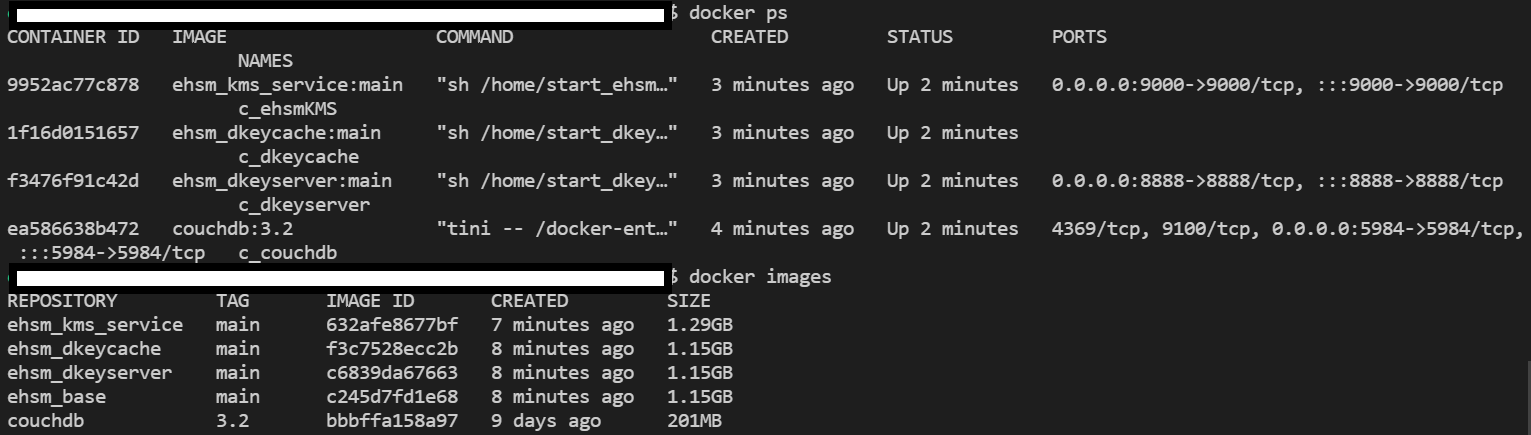 $ docker ps
CONTAINER ID   IMAGE                   COMMAND                  CREATED         STATUS         PORTS
                     NAMES
9952ac77c878   ehsm_kms_service:main   "sh /home/start_ehsm…"   3 minutes ago   Up 2 minutes   0.0.0.0:9000->9000/tcp, :::9000->9000/tcp
                     c_ehsmKMS
1f16d0151657   ehsm_dkeycache:main     "sh /home/start_dkey…"   3 minutes ago   Up 2 minutes
                     c_dkeycache
f3476f91c42d   ehsm_dkeyserver:main    "sh /home/start_dkey…"   3 minutes ago   Up 2 minutes   0.0.0.0:8888->8888/tcp, :::8888->8888/tcp
                     c_dkeyserver
ea586638b472   couchdb:3.2             "tini -- /docker-ent…"   4 minutes ago   Up 2 minutes   4369/tcp, 9100/tcp, 0.0.0.0:5984->5984/tcp,
 :::5984->5984/tcp   c_couchdb
$ docker images
REPOSITORY         TAG       IMAGE ID       CREATED         SIZE
ehsm_kms_service   main      632afe8677bf   7 minutes ago   1.29GB
ehsm_dkeycache     main      f3c7528ecc2b   8 minutes ago   1.15GB
ehsm_dkeyserver    main      c6839da67663   8 minutes ago   1.15GB
ehsm_base          main      c245d7fd1e68   8 minutes ago   1.15GB
couchdb            3.2       bbbffa158a97   9 days ago      201MB